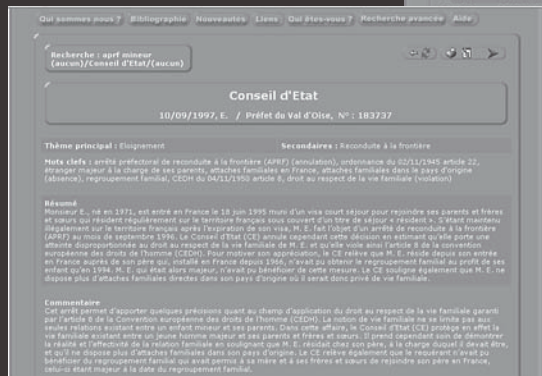 Qui sommes nous ? Bibliographie Nouveautés Liens Qui êtes-vous ? Recherche avancée Aide
Recherche : aprf mineur
(aucun)/Conseil d'Etat/(aucun)
Conseil d'Etat
10/09/1997, E. / Préfet du Val d'Oise, N° : 183737
Thème principal : Eloignement Secondaires : Reconduite à la frontière
Mots clefs : arrêté préfectoral de reconduite à la frontière (APRF) (annulation), ordonnance du 02/11/1945 article 22,
étranger majeur à la charge de ses parents, attaches familiales en France, attaches familiales dans le pays d'origine
(absence), regroupement familial, CEDH du 04/11/1950 article 8, droit au respect de la vie familiale (violation)
Résumé
Monsieur E., né en 1971, est entré en France le 18 juin 1995 muni d'un visa court séjour pour rejoindre ses parents et frères
et sœurs qui résident régulièrement sur le territoire français sous couvert d'un titre de séjour « résident ». S'étant maintenu
illégalement sur le territoire français après l'expiration de son visa, M. E. fait l'objet d'un arrêté de reconduite à la frontière
(APRF) au mois de septembre 1996. Le Conseil d'Etat (CE) annule cependant cette décision en estimant qu'elle porte une
atteinte disproportionnée au droit au respect de la vie familiale de M. E. et qu'elle viole ainsi l'article 8 de la convention
européenne des droits de l'homme (CEDH). Pour motiver son appréciation, le CE relève que M. E. réside depuis son entrée
en France auprès de son père qui, installé en France depuis 1966, n'avait pu obtenir le regroupement familial au profit de ses
enfant qu'en 1994. M. E. qui était alors majeur, n'avait pu bénéficier de cette mesure. Le CE souligne également que M. E. ne
dispose plus d'attaches familiales directes dans son pays d'origine où il serait donc privé de vie familiale.
Commentaire
Cet arrêt permet d'apporter quelques précisions quant au champ d'application du droit au respect de la vie familiale garanti
par l'article 8 de la Convention européenne des droits de l'homme (CEDH). La notion de vie familiale ne se limite pas aux
seules relations existant entre un enfant mineur et ses parents. Dans cette affaire, le Conseil d'Etat (CE) protège en effet la
vie familiale existant entre un jeune homme majeur et ses parents et frères et sœurs. Il prend cependant soin de démontrer
la réalité et l'effectivité de la relation familiale en soulignant que M. E. résidait chez son père, à la charge duquel il devait être,
et qu'il ne dispose plus d'attaches familiales dans son pays d'origine. Le CE relève également que le requérant n'avait pu
bénéficier du regroupement familial qui avait permis à sa mère et à ses frères et sœurs de rejoindre son père en France,
celui-ci étant majeur à la date du regroupement familial.